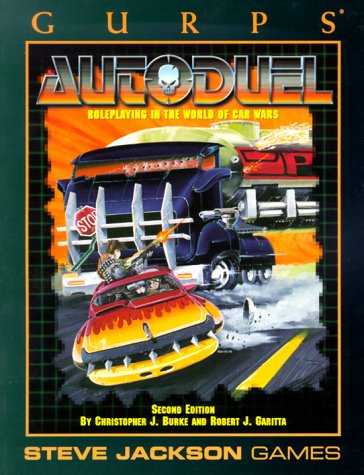 GURPS®
AUTODUEL
ROLEPLAYING IN THE WORLD OF CAR WARS
STOP
SECOND EDITION
BY CHRISTOPHER J. BURKE AND ROBERT J. GARITTA
STEVE JACKSON GAMES